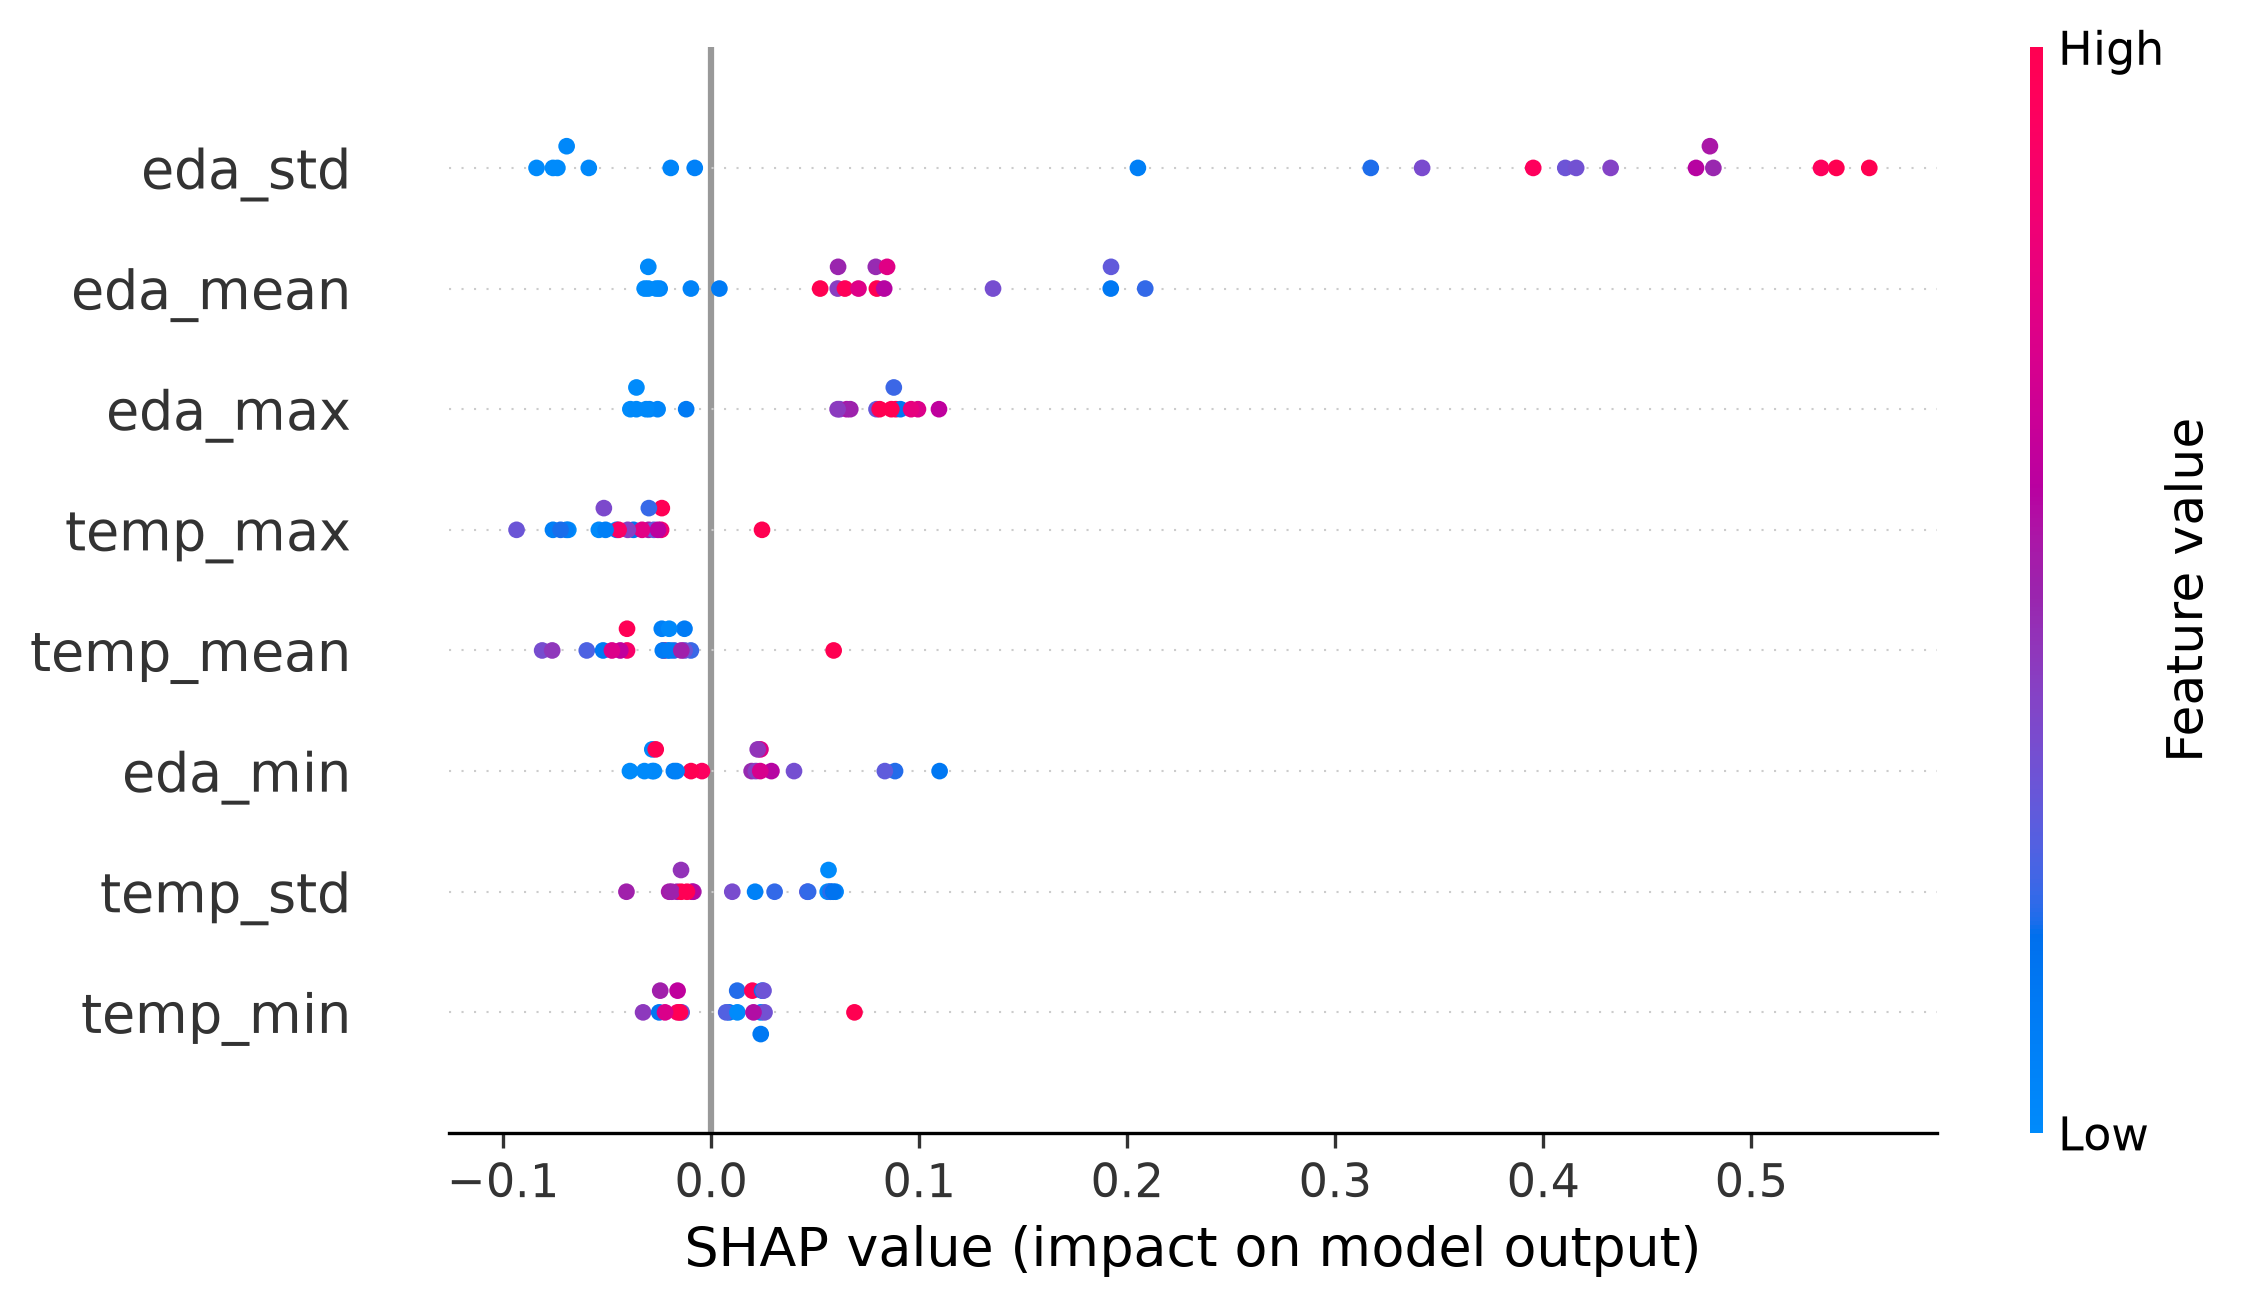 High
eda_std
eda_mean
eda_max
temp_max
temp_mean
eda_min
temp_std
temp_min
Low
Feature value
−0.1 0.0 0.1 0.2 0.3 0.4 0.5
SHAP value (impact on model output)